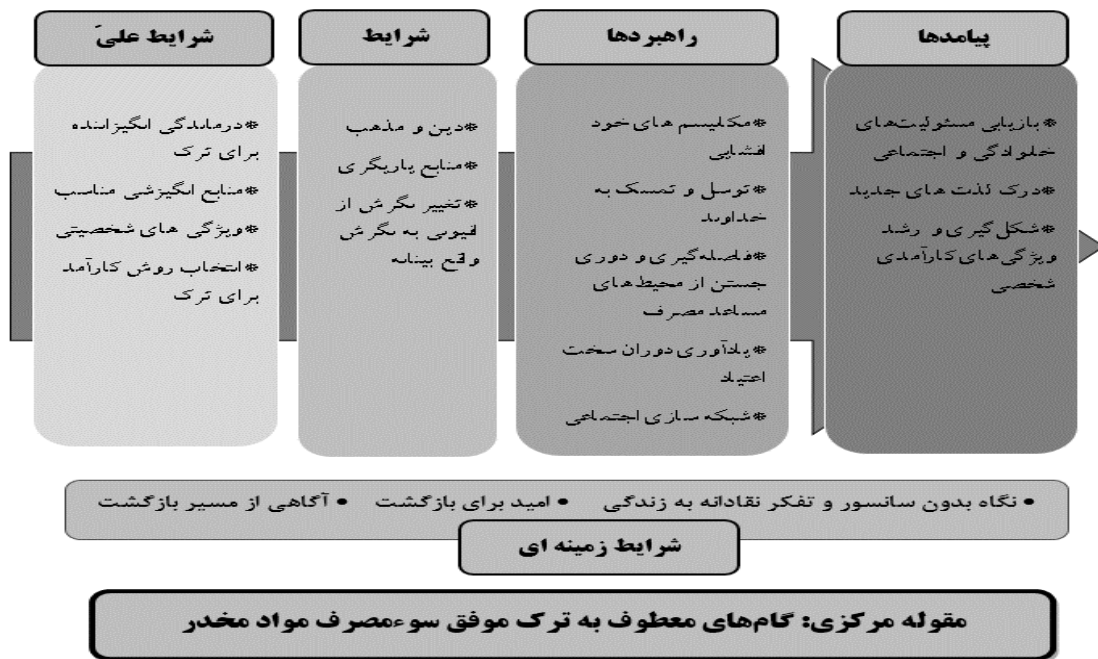 شرایط علیّ
*درماندگی انگیزاننده
برای ترک
*منابع انگیزشی مناسب
*ویژگی های شخصیتی
*انتخاب روش کارآمد
برای ترک
شرایط
*دین و مذهب
*منابع یاریگری
*تغییر نگرش از
افیونی به نگرش
واقع بینانه
راهبردها
*مکانیسم های خود
افشایی
*توسل و تمسک به
خداوند
*فاصله‌گیری و دوری
جستن از محیط‌های
مساعد مصرف
*یادآوری دوران سخت
اعتیاد
*شبکه سازی اجتماعی
پیامدها
*بازیابی مسئولیت‌های
خانوادگی و اجتماعی
*درک لذت های جدید
*شکل‌گیری و رشد
ویژگی‌های کارآمدی
شخصی
• نگاه بدون سانسور و تفکر نقادانه به زندگی • امید برای بازگشت • آگاهی از مسیر بازگشت
شرایط زمینه ای
مقوله مرکزی: گام‌های معطوف به ترک موفق سوءمصرف مواد مخدر